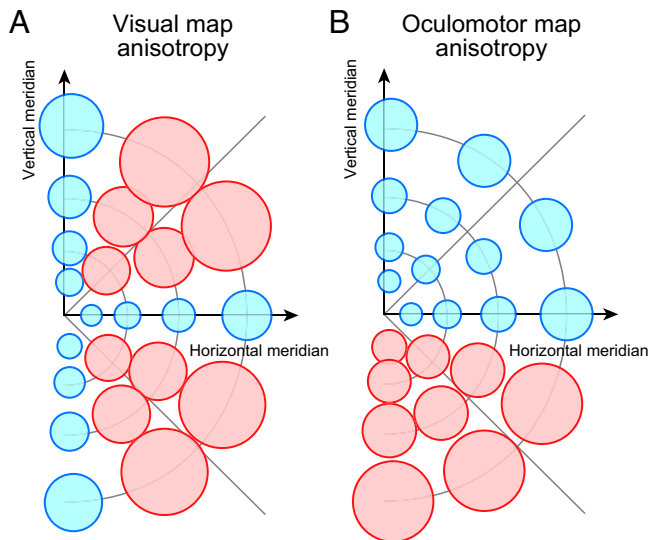 A
Visual map
anisotropy
Vertical meridian
Horizontal meridian
B
Oculomotor map
anisotropy
Vertical meridian
Horizontal meridian